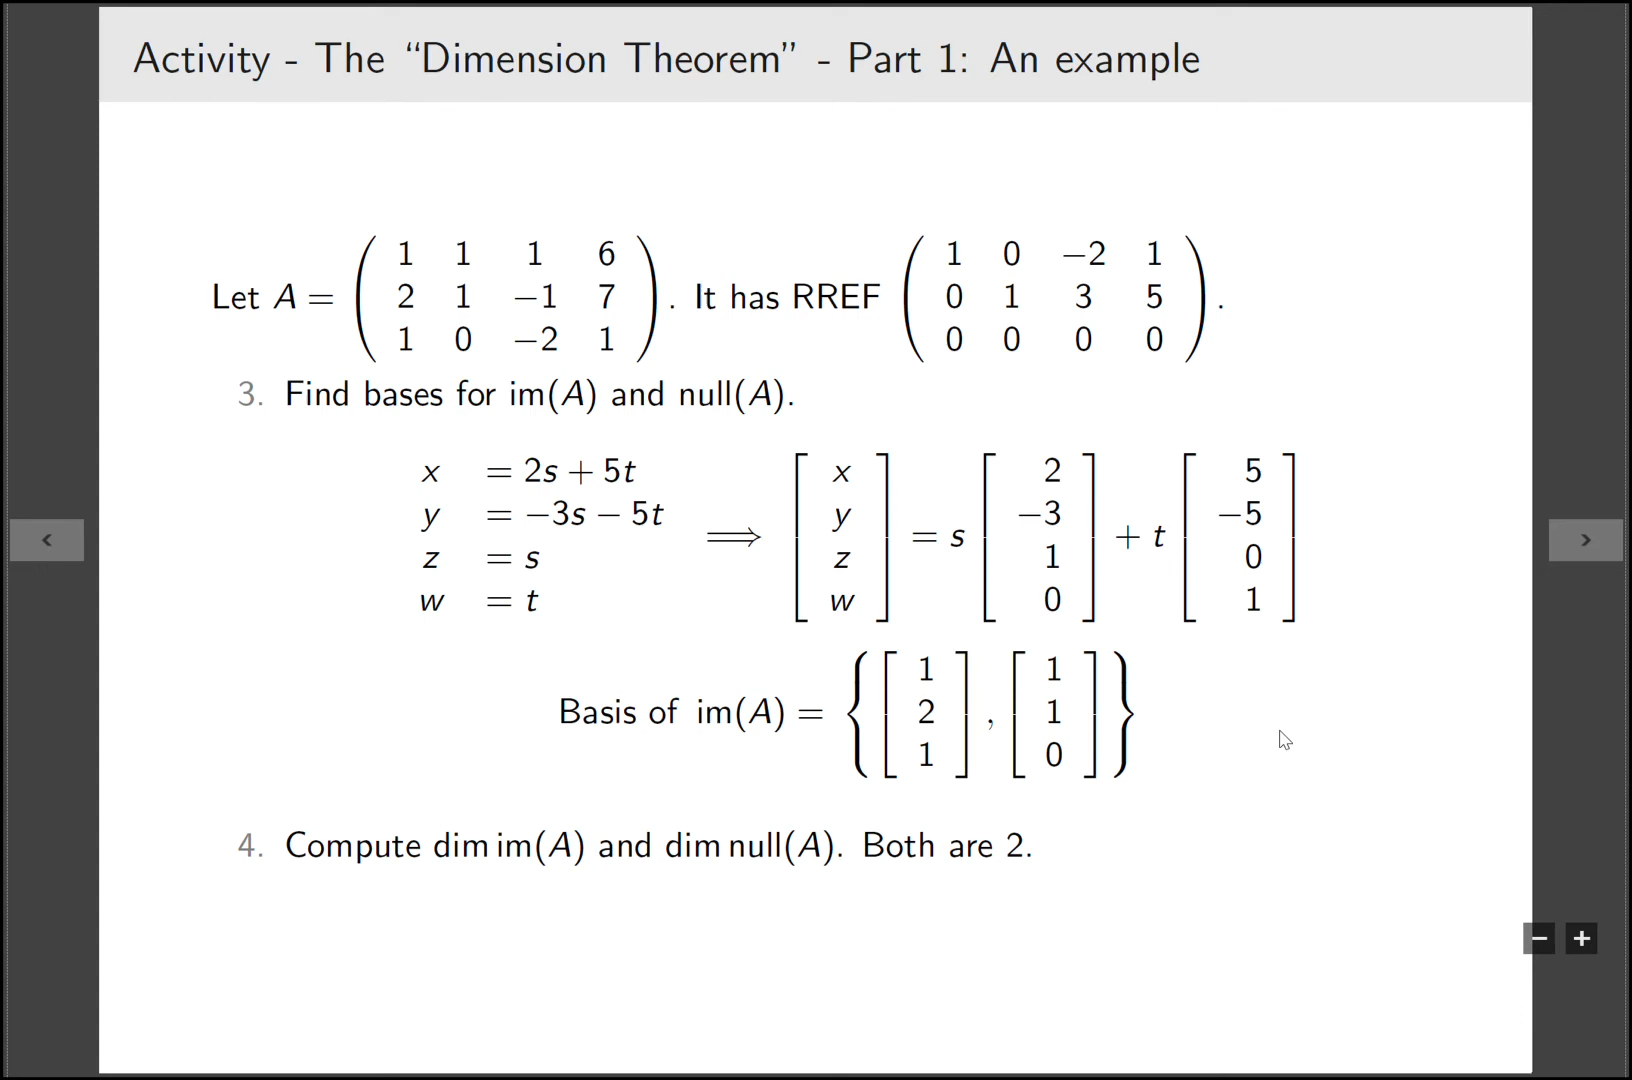 Activity - The “Dimension Theorem” - Part 1: An example
Let A = ( 1 1 1 6 ; 2 1 −1 7 ; 1 0 −2 1 ). It has RREF ( 1 0 −2 1 ; 0 1 3 5 ; 0 0 0 0 ).
3. Find bases for im(A) and null(A).
x = 2s + 5t
y = −3s − 5t
z = s
w = t
⟹ [ x ; y ; z ; w ] = s [ 2 ; −3 ; 1 ; 0 ] + t [ 5 ; −5 ; 0 ; 1 ]
Basis of im(A) = { [ 1 ; 2 ; 1 ] , [ 1 ; 1 ; 0 ] }
4. Compute dim im(A) and dim null(A). Both are 2.